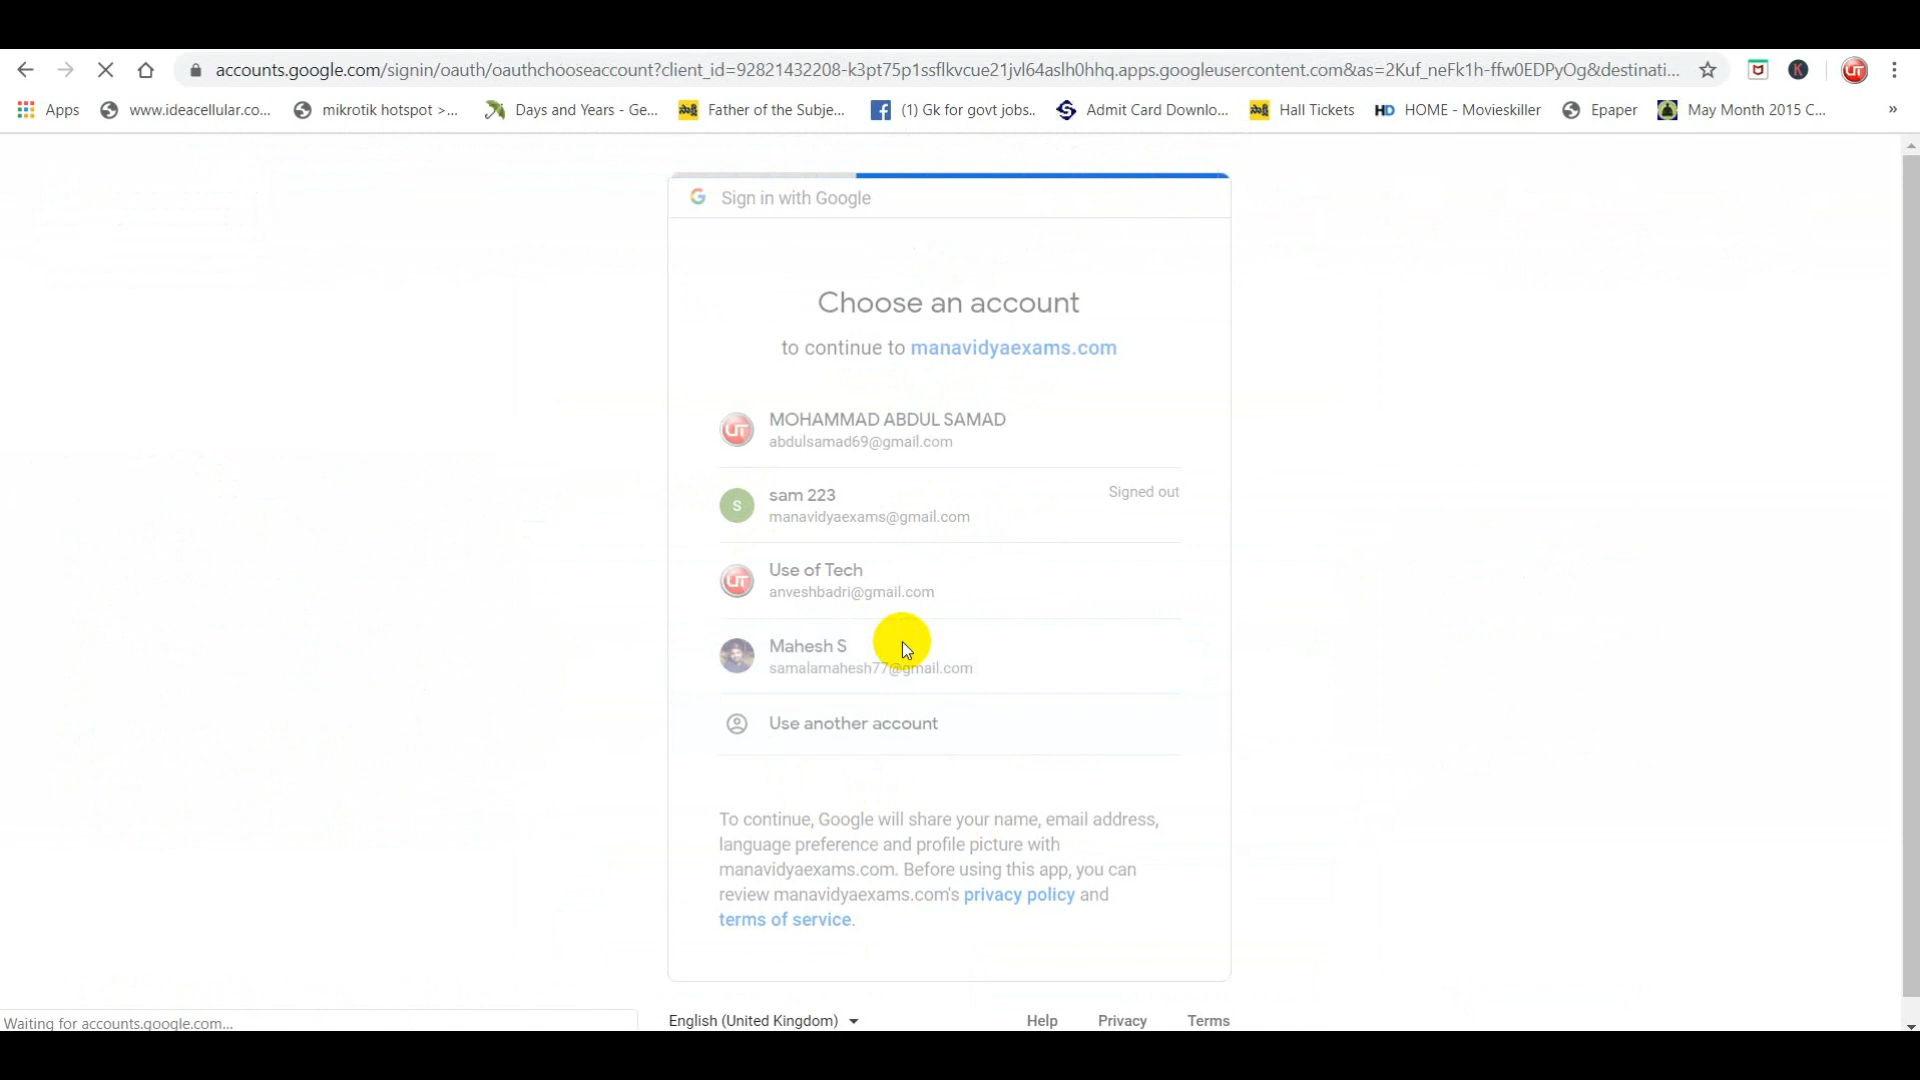 accounts.google.com/signin/oauth/oauthchooseaccount?client_id=92821432208-k3pt75p1ssflkvcue21jvl64aslh0hhq.apps.googleusercontent.com&as=2Kuf_neFk1h-ffw0EDPyOg&destinati...
Apps www.ideacellular.co... mikrotik hotspot >... Days and Years - Ge... Father of the Subje... (1) Gk for govt jobs.. Admit Card Downlo... Hall Tickets HD HOME - Movieskiller Epaper May Month 2015 C... »
Sign in with Google
Choose an account
to continue to manavidyaexams.com
MOHAMMAD ABDUL SAMAD
abdulsamad69@gmail.com
sam 223 Signed out
manavidyaexams@gmail.com
Use of Tech
anveshbadri@gmail.com
Mahesh S
samalamahesh77@gmail.com
Use another account
To continue, Google will share your name, email address,
language preference and profile picture with
manavidyaexams.com. Before using this app, you can
review manavidyaexams.com's privacy policy and
terms of service.
Waiting for accounts.google.com...
English (United Kingdom) Help Privacy Terms